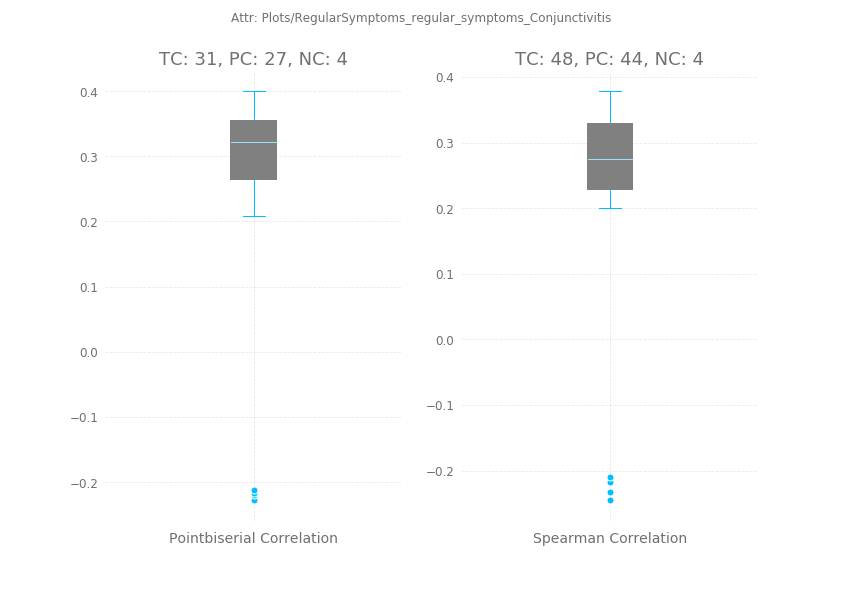 Attr: Plots/RegularSymptoms_regular_symptoms_Conjunctivitis
TC: 31, PC: 27, NC: 4
0.4
0.3
0.2
0.1
0.0
−0.1
−0.2
Pointbiserial Correlation
TC: 48, PC: 44, NC: 4
0.4
0.3
0.2
0.1
0.0
−0.1
−0.2
Spearman Correlation